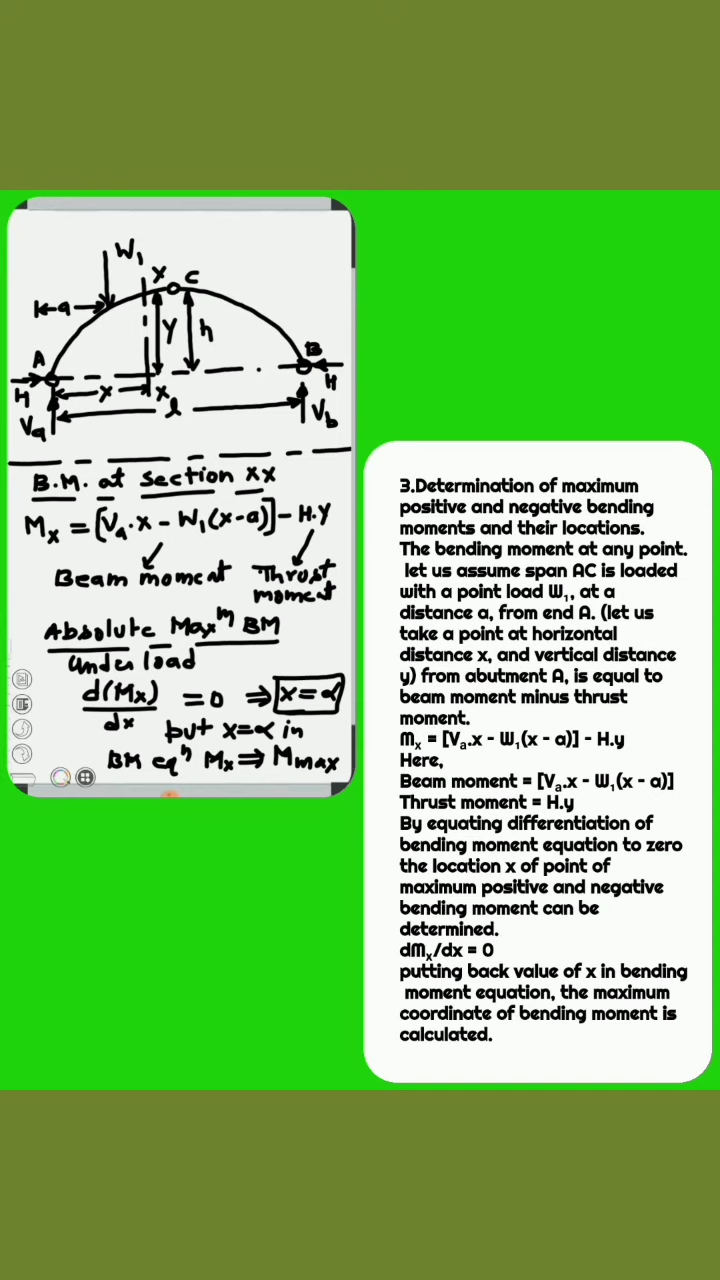 W₁
x
C
a
y
h
A
B
H
x
x
H
Vₐ
l
V_b
B.M. at section xx
Mₓ = [Vₐ.x - W₁(x-a)] - H.y
Beam moment Thrust
moment
Absolute Maxᵐ BM
under load
d(Mₓ)/dx = 0 ⇒ x=α
put x=α in
BM eqⁿ Mₓ ⇒ Mmax
3.Determination of maximum
positive and negative bending
moments and their locations.
The bending moment at any point.
let us assume span AC is loaded
with a point load W₁, at a
distance a, from end A. (let us
take a point at horizontal
distance x, and vertical distance
y) from abutment A, is equal to
beam moment minus thrust
moment.
Mₓ = [Vₐ.x - W₁(x - a)] - H.y
Here,
Beam moment = [Vₐ.x - W₁(x - a)]
Thrust moment = H.y
By equating differentiation of
bending moment equation to zero
the location x of point of
maximum positive and negative
bending moment can be
determined.
dMₓ/dx = 0
putting back value of x in bending
moment equation, the maximum
coordinate of bending moment is
calculated.